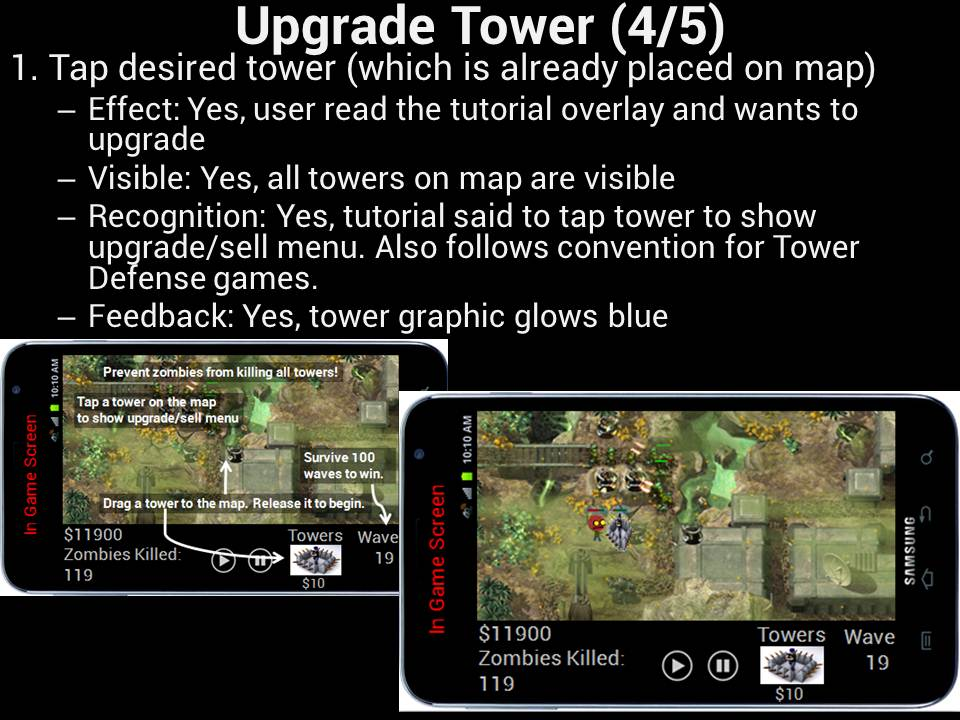 Upgrade Tower (4/5)
1. Tap desired tower (which is already placed on map)
– Effect: Yes, user read the tutorial overlay and wants to
upgrade
– Visible: Yes, all towers on map are visible
– Recognition: Yes, tutorial said to tap tower to show
upgrade/sell menu. Also follows convention for Tower
Defense games.
– Feedback: Yes, tower graphic glows blue
In Game Screen
10:10 AM
Prevent zombies from killing all towers!
Tap a tower on the map
to show upgrade/sell menu
Survive 100
waves to win.
Drag a tower to the map. Release it to begin.
$11900
Zombies Killed:
119
Towers
$10
Wave
19
In Game Screen
10:10 AM
SAMSUNG
$11900
Zombies Killed:
119
Towers
$10
Wave
19